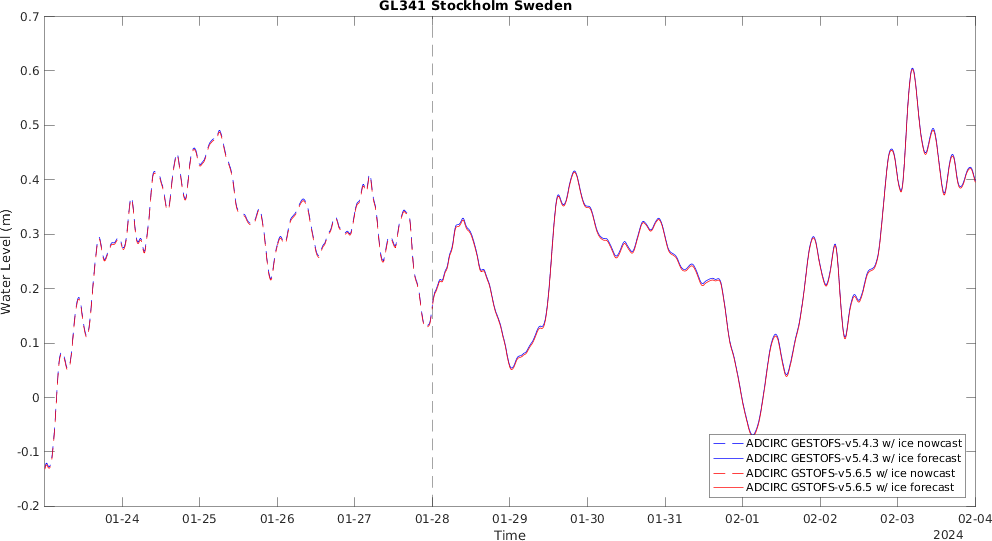 GL341 Stockholm Sweden
0.7
0.6
0.5
0.4
0.3
0.2
0.1
0
-0.1
-0.2
Water Level (m)
ADCIRC GESTOFS-v5.4.3 w/ ice nowcast
ADCIRC GESTOFS-v5.4.3 w/ ice forecast
ADCIRC GSTOFS-v5.6.5 w/ ice nowcast
ADCIRC GSTOFS-v5.6.5 w/ ice forecast
01-24 01-25 01-26 01-27 01-28 01-29 01-30 01-31 02-01 02-02 02-03 02-04
Time
2024